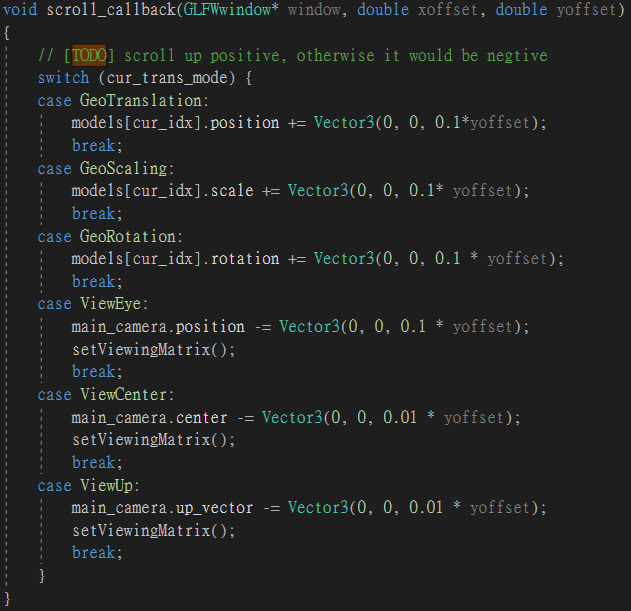 void scroll_callback(GLFWwindow* window, double xoffset, double yoffset)
{
// [TODO] scroll up positive, otherwise it would be negtive
switch (cur_trans_mode) {
case GeoTranslation:
models[cur_idx].position += Vector3(0, 0, 0.1*yoffset);
break;
case GeoScaling:
models[cur_idx].scale += Vector3(0, 0, 0.1* yoffset);
break;
case GeoRotation:
models[cur_idx].rotation += Vector3(0, 0, 0.1 * yoffset);
break;
case ViewEye:
main_camera.position -= Vector3(0, 0, 0.1 * yoffset);
setViewingMatrix();
break;
case ViewCenter:
main_camera.center -= Vector3(0, 0, 0.01 * yoffset);
setViewingMatrix();
break;
case ViewUp:
main_camera.up_vector -= Vector3(0, 0, 0.01 * yoffset);
setViewingMatrix();
break;
}
}